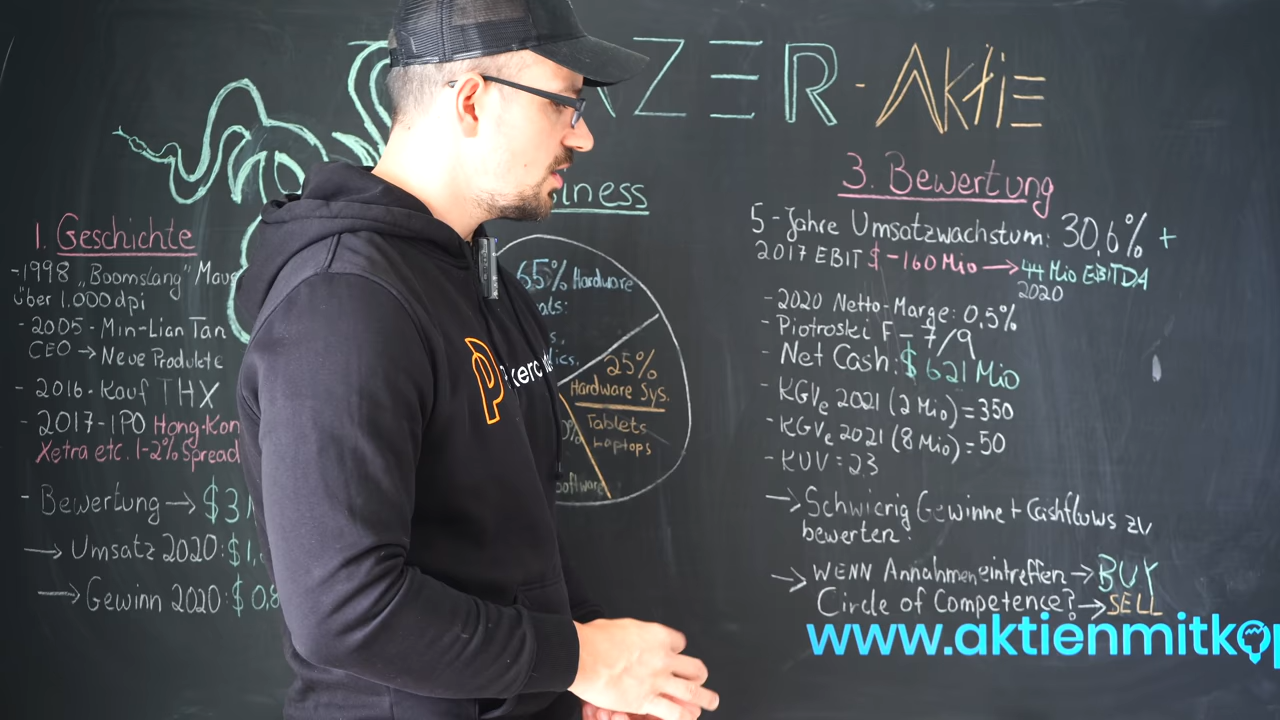 ZER-AKtiE
1. Geschichte
-1998 „Boomslang" Maus
über 1.000 dpi
-2005-Min-Lian Tan
CEO → Neue Produkte
-2016-Kauf THX
-2017-IPO Hong-Kon
Xetra etc. 1-2% Spread
-Bewertung → $3
→ Umsatz 2020: $1,
→ Gewinn 2020: $ 0,8
siness
65% Hardware
als:
25%
Hardware Sys.
Tablets
Laptops
Software
3. Bewertung
5-Jahre Umsatzwachstum: 30,6% +
2017 EBIT $ -160 Mio → 44 Mio EBITDA
2020
-2020 Netto-Marge: 0,5%
-Piotroski F - 7/9
-Net Cash: $ 621 Mio
-KGVe 2021 (2 Mio) = 350
-KGVe 2021 (8 Mio) = 50
-KUV = 2,3
→ Schwierig Gewinne + Cashflows zu
bewerten.
→ WENN Annahmen eintreffen → BUY
Circle of Competence? → SELL
www.aktienmitkop